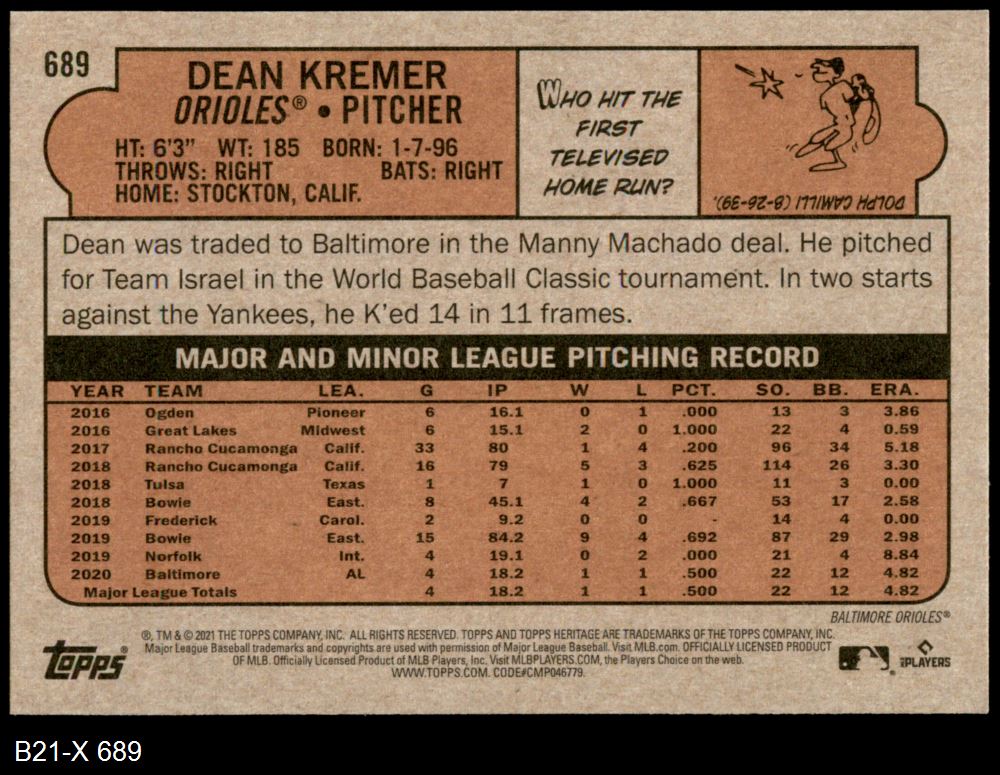 689
DEAN KREMER
ORIOLES® • PITCHER
HT: 6'3" WT: 185 BORN: 1-7-96
THROWS: RIGHT BATS: RIGHT
HOME: STOCKTON, CALIF.
WHO HIT THE
FIRST
TELEVISED
HOME RUN?
DOLPH CAMILLI (8-26-39).
Dean was traded to Baltimore in the Manny Machado deal. He pitched
for Team Israel in the World Baseball Classic tournament. In two starts
against the Yankees, he K'ed 14 in 11 frames.
MAJOR AND MINOR LEAGUE PITCHING RECORD
YEAR TEAM LEA. G IP W L PCT. SO. BB. ERA.
2016 Ogden Pioneer 6 16.1 0 1 .000 13 3 3.86
2016 Great Lakes Midwest 6 15.1 2 0 1.000 22 4 0.59
2017 Rancho Cucamonga Calif. 33 80 1 4 .200 96 34 5.18
2018 Rancho Cucamonga Calif. 16 79 5 3 .625 114 26 3.30
2018 Tulsa Texas 1 7 1 0 1.000 11 3 0.00
2018 Bowie East. 8 45.1 4 2 .667 53 17 2.58
2019 Frederick Carol. 2 9.2 0 0 - 14 4 0.00
2019 Bowie East. 15 84.2 9 4 .692 87 29 2.98
2019 Norfolk Int. 4 19.1 0 2 .000 21 4 8.84
2020 Baltimore AL 4 18.2 1 1 .500 22 12 4.82
Major League Totals 4 18.2 1 1 .500 22 12 4.82
BALTIMORE ORIOLES®
®, TM & © 2021 THE TOPPS COMPANY, INC. ALL RIGHTS RESERVED. TOPPS AND TOPPS HERITAGE ARE TRADEMARKS OF THE TOPPS COMPANY, INC.
Major League Baseball trademarks and copyrights are used with permission of Major League Baseball. Visit MLB.com. OFFICIALLY LICENSED PRODUCT
OF MLB. Officially Licensed Product of MLB Players, Inc. Visit MLBPLAYERS.COM, the Players Choice on the web.
WWW.TOPPS.COM. CODE#CMP046779.
topps®
MLB PLAYERS
B21-X 689